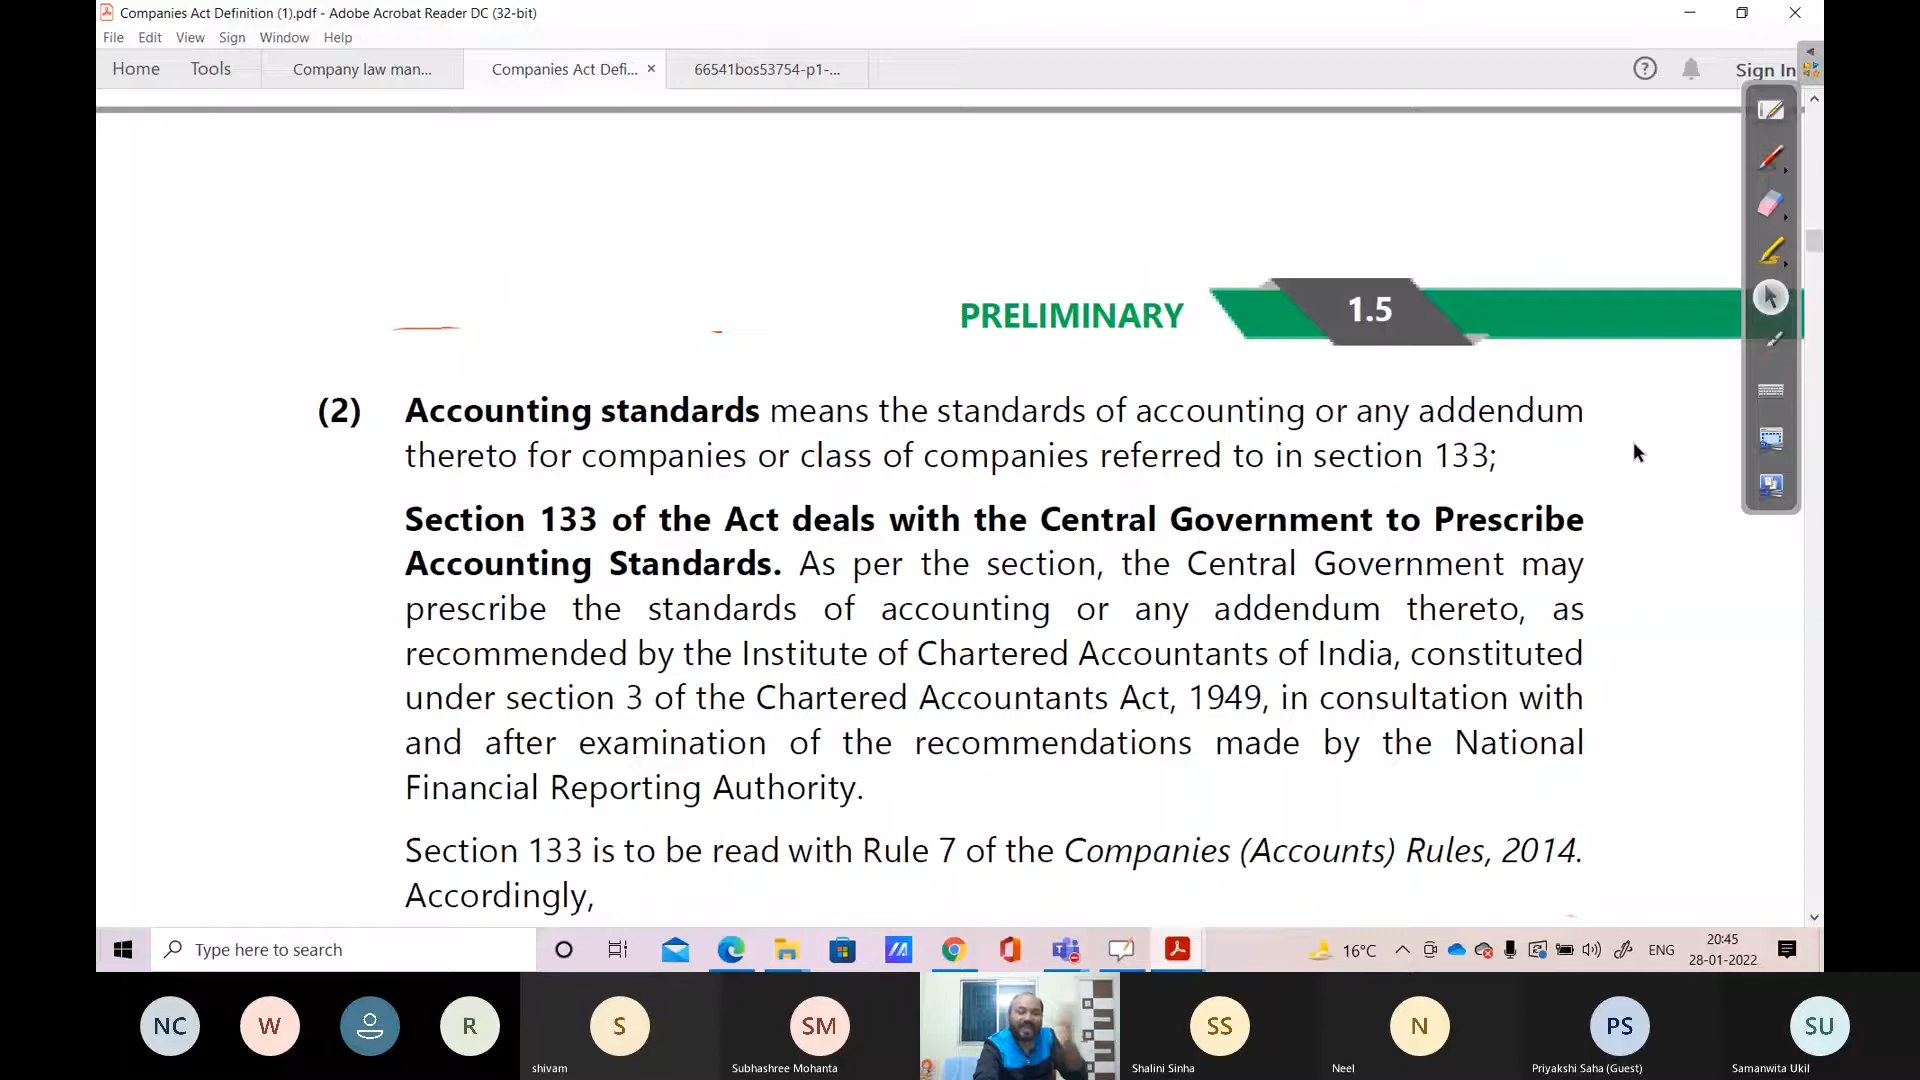 Companies Act Definition (1).pdf - Adobe Acrobat Reader DC (32-bit)
File Edit View Sign Window Help
Home Tools Company law man... Companies Act Defi... × 66541bos53754-p1-... Sign In
PRELIMINARY 1.5
(2) Accounting standards means the standards of accounting or any addendum
thereto for companies or class of companies referred to in section 133;
Section 133 of the Act deals with the Central Government to Prescribe
Accounting Standards. As per the section, the Central Government may
prescribe the standards of accounting or any addendum thereto, as
recommended by the Institute of Chartered Accountants of India, constituted
under section 3 of the Chartered Accountants Act, 1949, in consultation with
and after examination of the recommendations made by the National
Financial Reporting Authority.
Section 133 is to be read with Rule 7 of the Companies (Accounts) Rules, 2014.
Accordingly,
Type here to search 16°C ENG 20:45
28-01-2022
NC W R S SM SS N PS SU
shivam Subhashree Mohanta Shalini Sinha Neel Priyakshi Saha (Guest) Samanwita Ukil